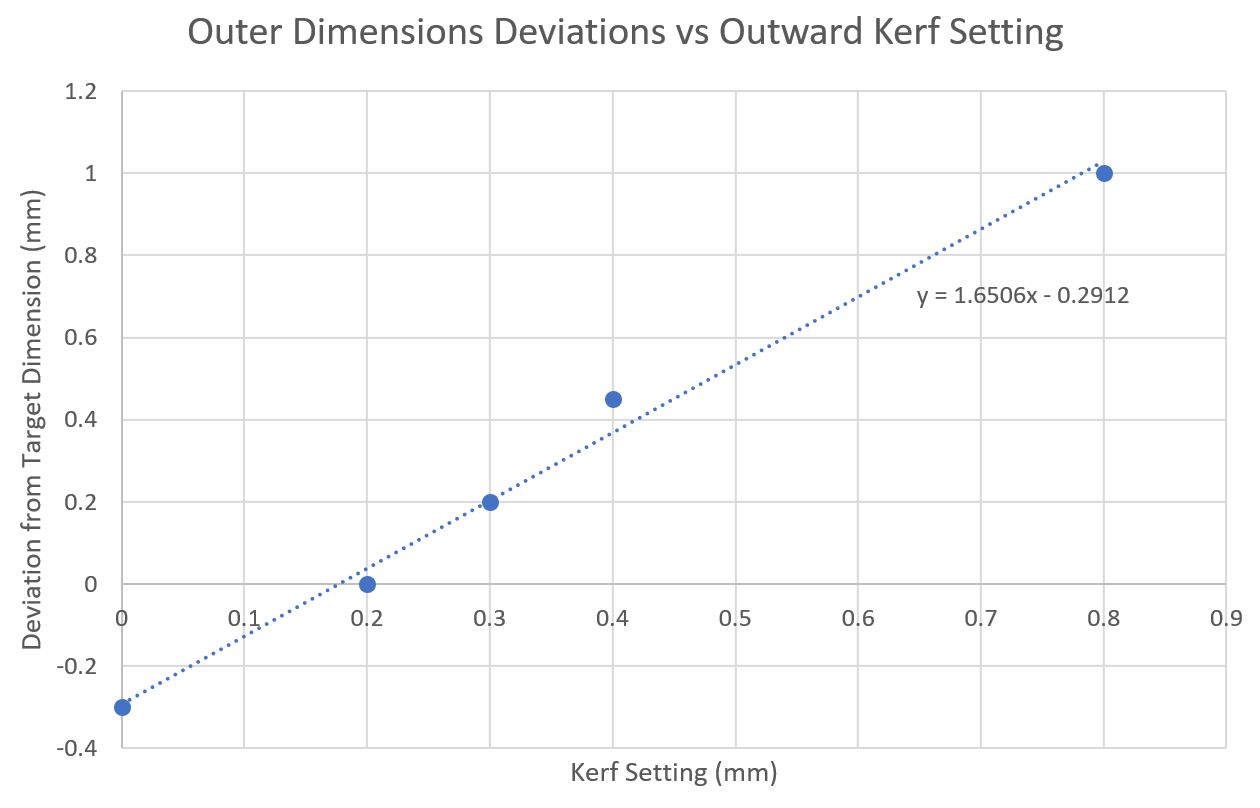 Outer Dimensions Deviations vs Outward Kerf Setting
Deviation from Target Dimension (mm)
1.2
1
0.8
0.6
0.4
0.2
0
-0.2
-0.4
y = 1.6506x - 0.2912
0 0.1 0.2 0.3 0.4 0.5 0.6 0.7 0.8 0.9
Kerf Setting (mm)